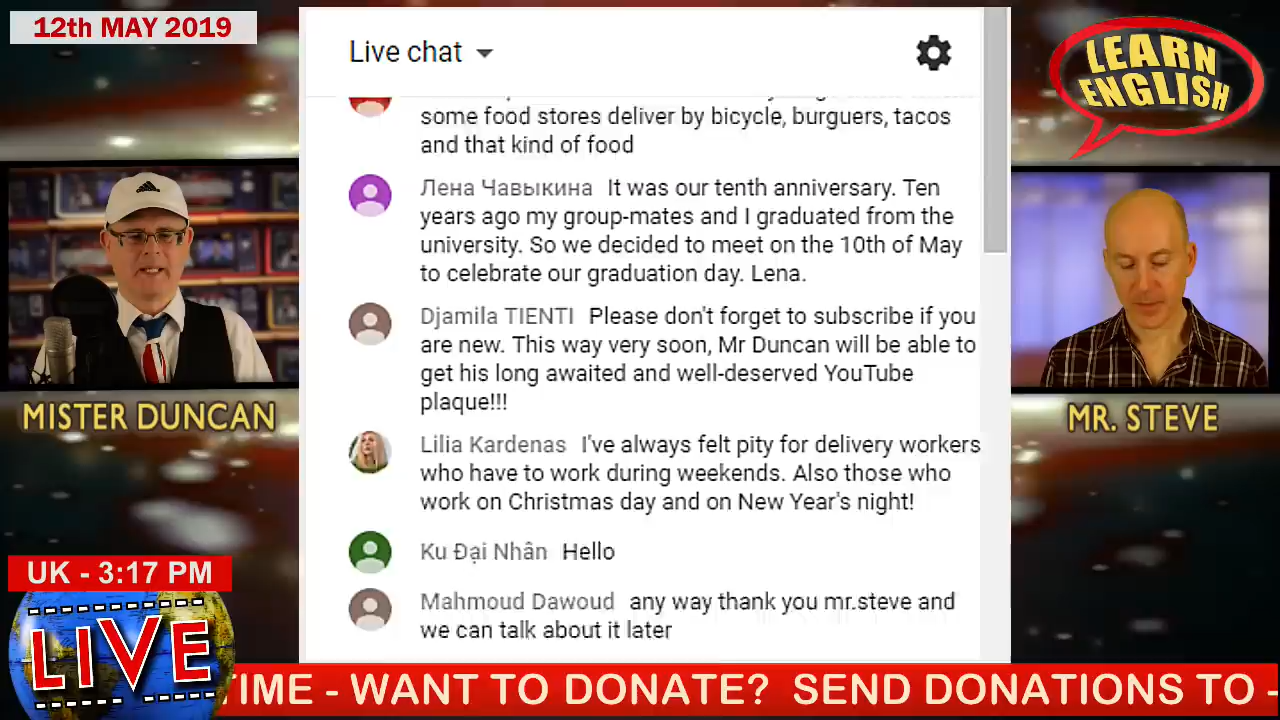 12th MAY 2019
Live chat
LEARN
ENGLISH
some food stores deliver by bicycle, burguers, tacos
and that kind of food
Лена Чавыкина It was our tenth anniversary. Ten
years ago my group-mates and I graduated from the
university. So we decided to meet on the 10th of May
to celebrate our graduation day. Lena.
Djamila TIENTI Please don't forget to subscribe if you
are new. This way very soon, Mr Duncan will be able to
get his long awaited and well-deserved YouTube
plaque!!!
MISTER DUNCAN
MR. STEVE
Lilia Kardenas I've always felt pity for delivery workers
who have to work during weekends. Also those who
work on Christmas day and on New Year's night!
Ku Đại Nhân Hello
Mahmoud Dawoud any way thank you mr.steve and
we can talk about it later
UK - 3:17 PM
LIVE
TIME - WANT TO DONATE? SEND DONATIONS TO -